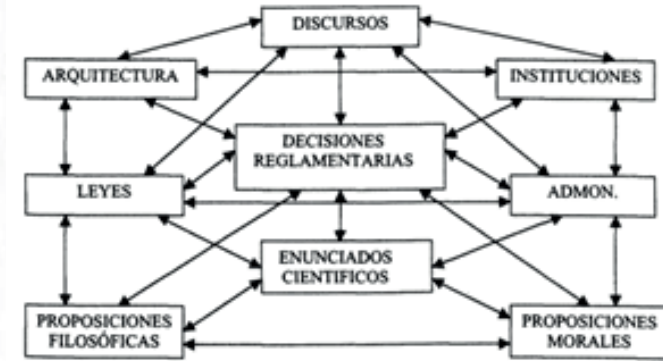 DISCURSOS
ARQUITECTURA
INSTITUCIONES
DECISIONES
REGLAMENTARIAS
LEYES
ADMON.
ENUNCIADOS
CIENTIFICOS
PROPOSICIONES
FILOSÓFICAS
PROPOSICIONES
MORALES